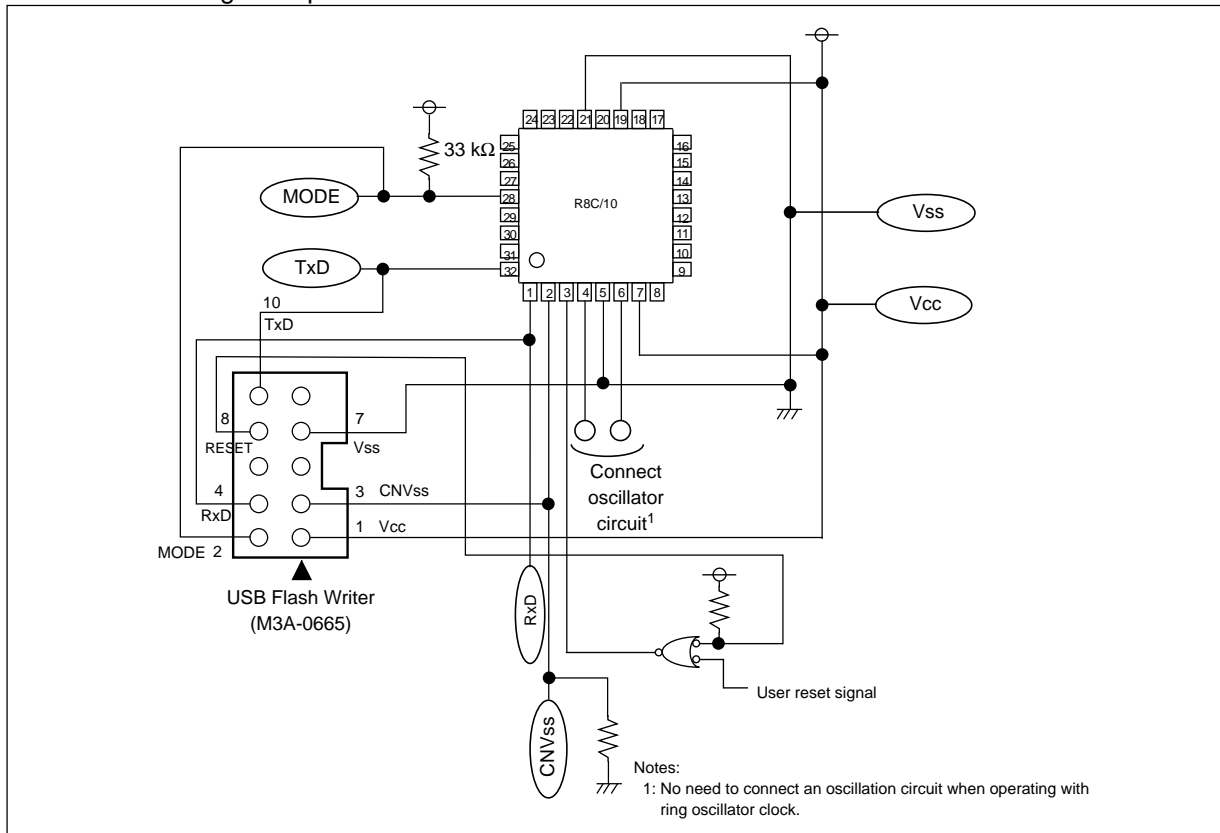 24 23 22 21 20 19 18 17
33 kΩ
25
26
27
28
29
30
31
32
16
15
14
13
12
11
10
9
R8C/10
MODE
TxD
Vss
Vcc
1 2 3 4 5 6 7 8
10
TxD
8
RESET
7
Vss
4
RxD
3 CNVss
1 Vcc
MODE 2
Connect
oscillator
circuit1
USB Flash Writer
(M3A-0665)
RxD
User reset signal
CNVss
Notes:
1: No need to connect an oscillation circuit when operating with
ring oscillator clock.